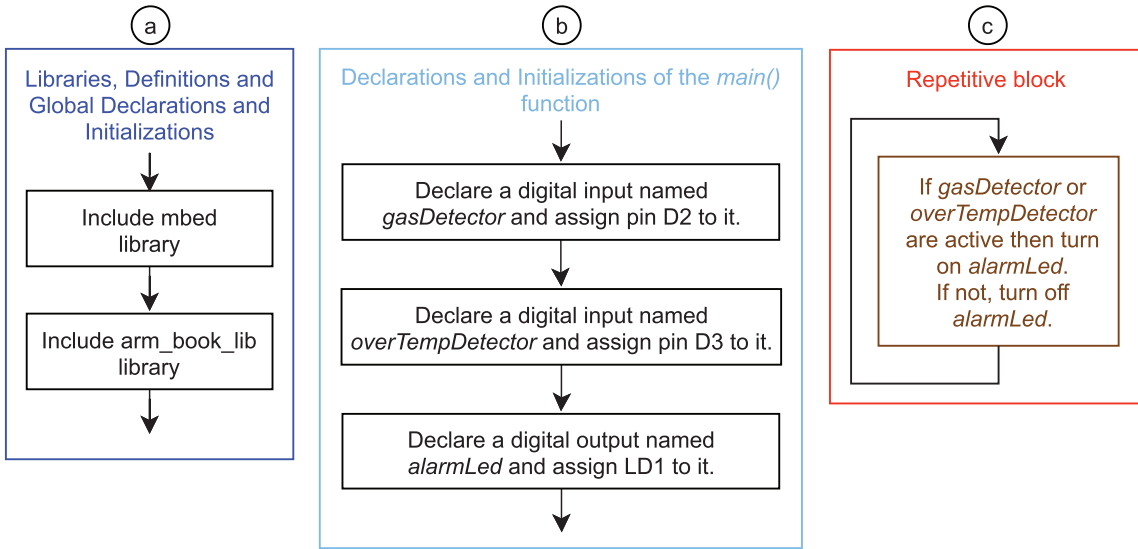 a
Libraries, Definitions and
Global Declarations and
Initializations
Include mbed
library
Include arm_book_lib
library
b
Declarations and Initializations of the main()
function
Declare a digital input named
gasDetector and assign pin D2 to it.
Declare a digital input named
overTempDetector and assign pin D3 to it.
Declare a digital output named
alarmLed and assign LD1 to it.
c
Repetitive block
If gasDetector or
overTempDetector
are active then turn
on alarmLed.
If not, turn off
alarmLed.